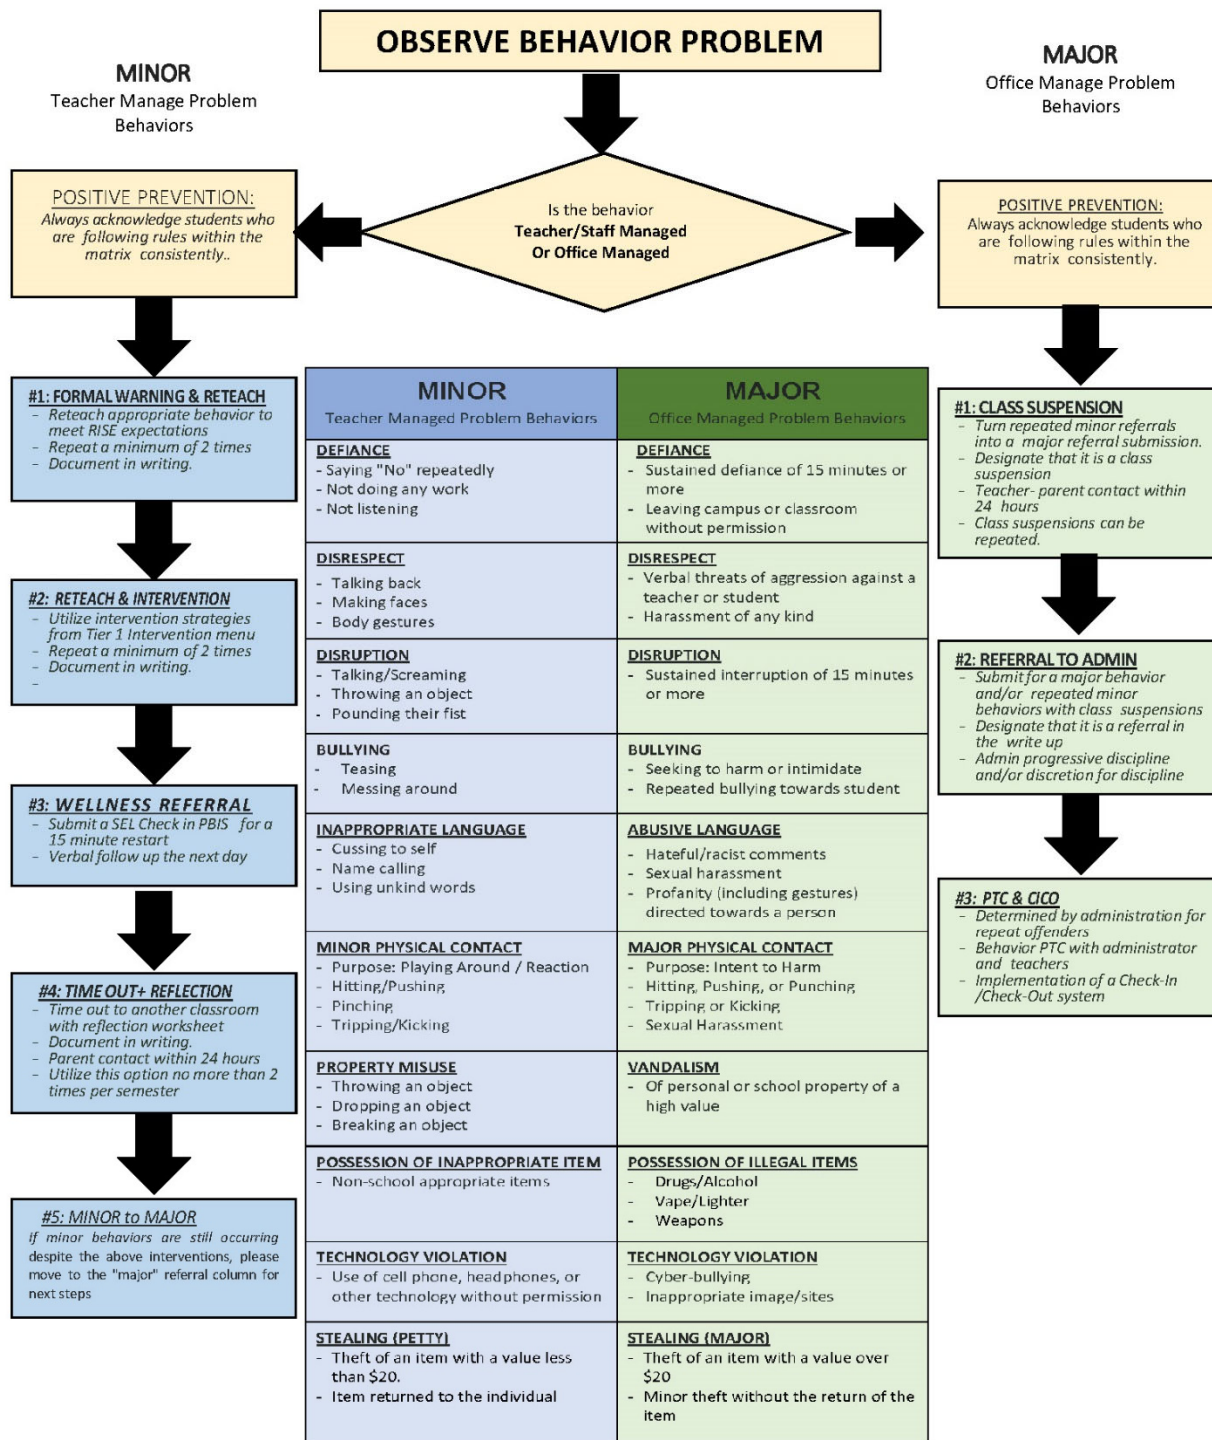 OBSERVE BEHAVIOR PROBLEM
MINOR
Teacher Manage Problem
Behaviors
MAJOR
Office Manage Problem
Behaviors
Is the behavior
Teacher/Staff Managed
Or Office Managed
POSITIVE PREVENTION:
Always acknowledge students who
are following rules within the
matrix consistently..
#1: FORMAL WARNING & RETEACH
- Reteach appropriate behavior to
meet RISE expectations
- Repeat a minimum of 2 times
- Document in writing.
#2: RETEACH & INTERVENTION
- Utilize intervention strategies
from Tier 1 Intervention menu
- Repeat a minimum of 2 times
- Document in writing.
-
#3: WELLNESS REFERRAL
- Submit a SEL Check in PBIS for a
15 minute restart
- Verbal follow up the next day
#4: TIME OUT+ REFLECTION
- Time out to another classroom
with reflection worksheet
- Document in writing.
- Parent contact within 24 hours
- Utilize this option no more than 2
times per semester
#5: MINOR to MAJOR
If minor behaviors are still occurring
despite the above interventions, please
move to the "major" referral column for
next steps
MINOR
Teacher Managed Problem Behaviors
MAJOR
Office Managed Problem Behaviors
DEFIANCE
- Saying "No" repeatedly
- Not doing any work
- Not listening
DEFIANCE
- Sustained defiance of 15 minutes or
more
- Leaving campus or classroom
without permission
DISRESPECT
- Talking back
- Making faces
- Body gestures
DISRESPECT
- Verbal threats of aggression against a
teacher or student
- Harassment of any kind
DISRUPTION
- Talking/Screaming
- Throwing an object
- Pounding their fist
DISRUPTION
- Sustained interruption of 15 minutes
or more
BULLYING
- Teasing
- Messing around
BULLYING
- Seeking to harm or intimidate
- Repeated bullying towards student
INAPPROPRIATE LANGUAGE
- Cussing to self
- Name calling
- Using unkind words
ABUSIVE LANGUAGE
- Hateful/racist comments
- Sexual harassment
- Profanity (including gestures)
directed towards a person
MINOR PHYSICAL CONTACT
- Purpose: Playing Around / Reaction
- Hitting/Pushing
- Pinching
- Tripping/Kicking
MAJOR PHYSICAL CONTACT
- Purpose: Intent to Harm
- Hitting, Pushing, or Punching
- Tripping or Kicking
- Sexual Harassment
PROPERTY MISUSE
- Throwing an object
- Dropping an object
- Breaking an object
VANDALISM
- Of personal or school property of a
high value
POSSESSION OF INAPPROPRIATE ITEM
- Non-school appropriate items
POSSESSION OF ILLEGAL ITEMS
- Drugs/Alcohol
- Vape/Lighter
- Weapons
TECHNOLOGY VIOLATION
- Use of cell phone, headphones, or
other technology without permission
TECHNOLOGY VIOLATION
- Cyber-bullying
- Inappropriate image/sites
STEALING (PETTY)
- Theft of an item with a value less
than $20.
- Item returned to the individual
STEALING (MAJOR)
- Theft of an item with a value over
$20
- Minor theft without the return of the
item
POSITIVE PREVENTION:
Always acknowledge students who
are following rules within the
matrix consistently.
#1: CLASS SUSPENSION
- Turn repeated minor referrals
into a major referral submission.
- Designate that it is a class
suspension
- Teacher- parent contact within
24 hours
- Class suspensions can be
repeated.
#2: REFERRAL TO ADMIN
- Submit for a major behavior
and/or repeated minor
behaviors with class suspensions
- Designate that it is a referral in
the write up
- Admin progressive discipline
and/or discretion for discipline
#3: PTC & CICO
- Determined by administration for
repeat offenders
- Behavior PTC with administrator
and teachers
- Implementation of a Check-In
/Check-Out system